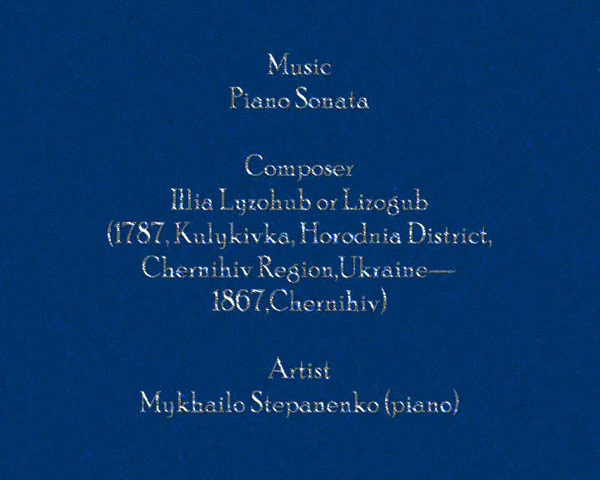 Music
Piano Sonata
Composer
Illia Lyzohub or Lizogub
(1787, Kulykivka, Horodnia District,
Chernihiv Region,Ukraine—
1867,Chernihiv)
Artist
Mykhailo Stepanenko (piano)